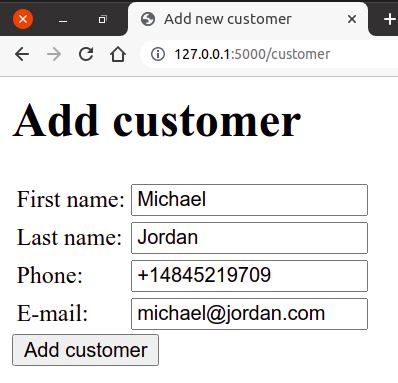 Add new customer
127.0.0.1:5000/customer
Add customer
First name: Michael
Last name: Jordan
Phone: +14845219709
E-mail: michael@jordan.com
Add customer